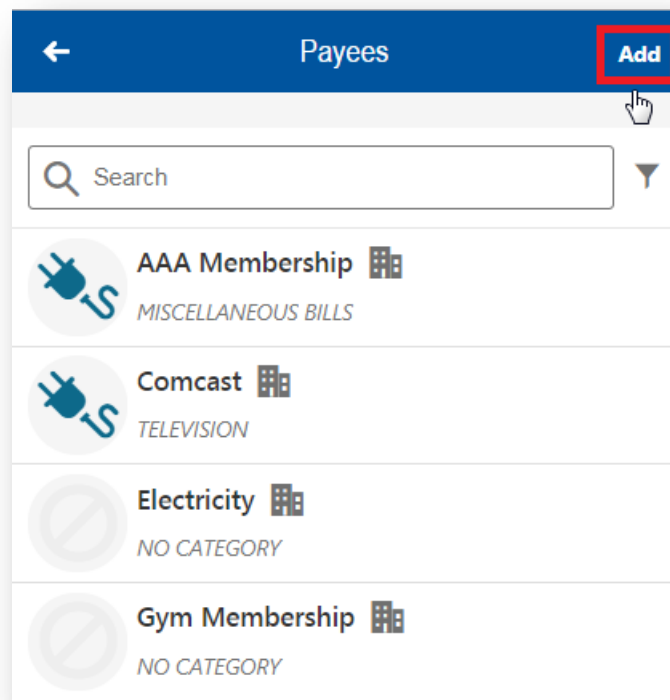 Payees
Add
Search
AAA Membership
MISCELLANEOUS BILLS
Comcast
TELEVISION
Electricity
NO CATEGORY
Gym Membership
NO CATEGORY